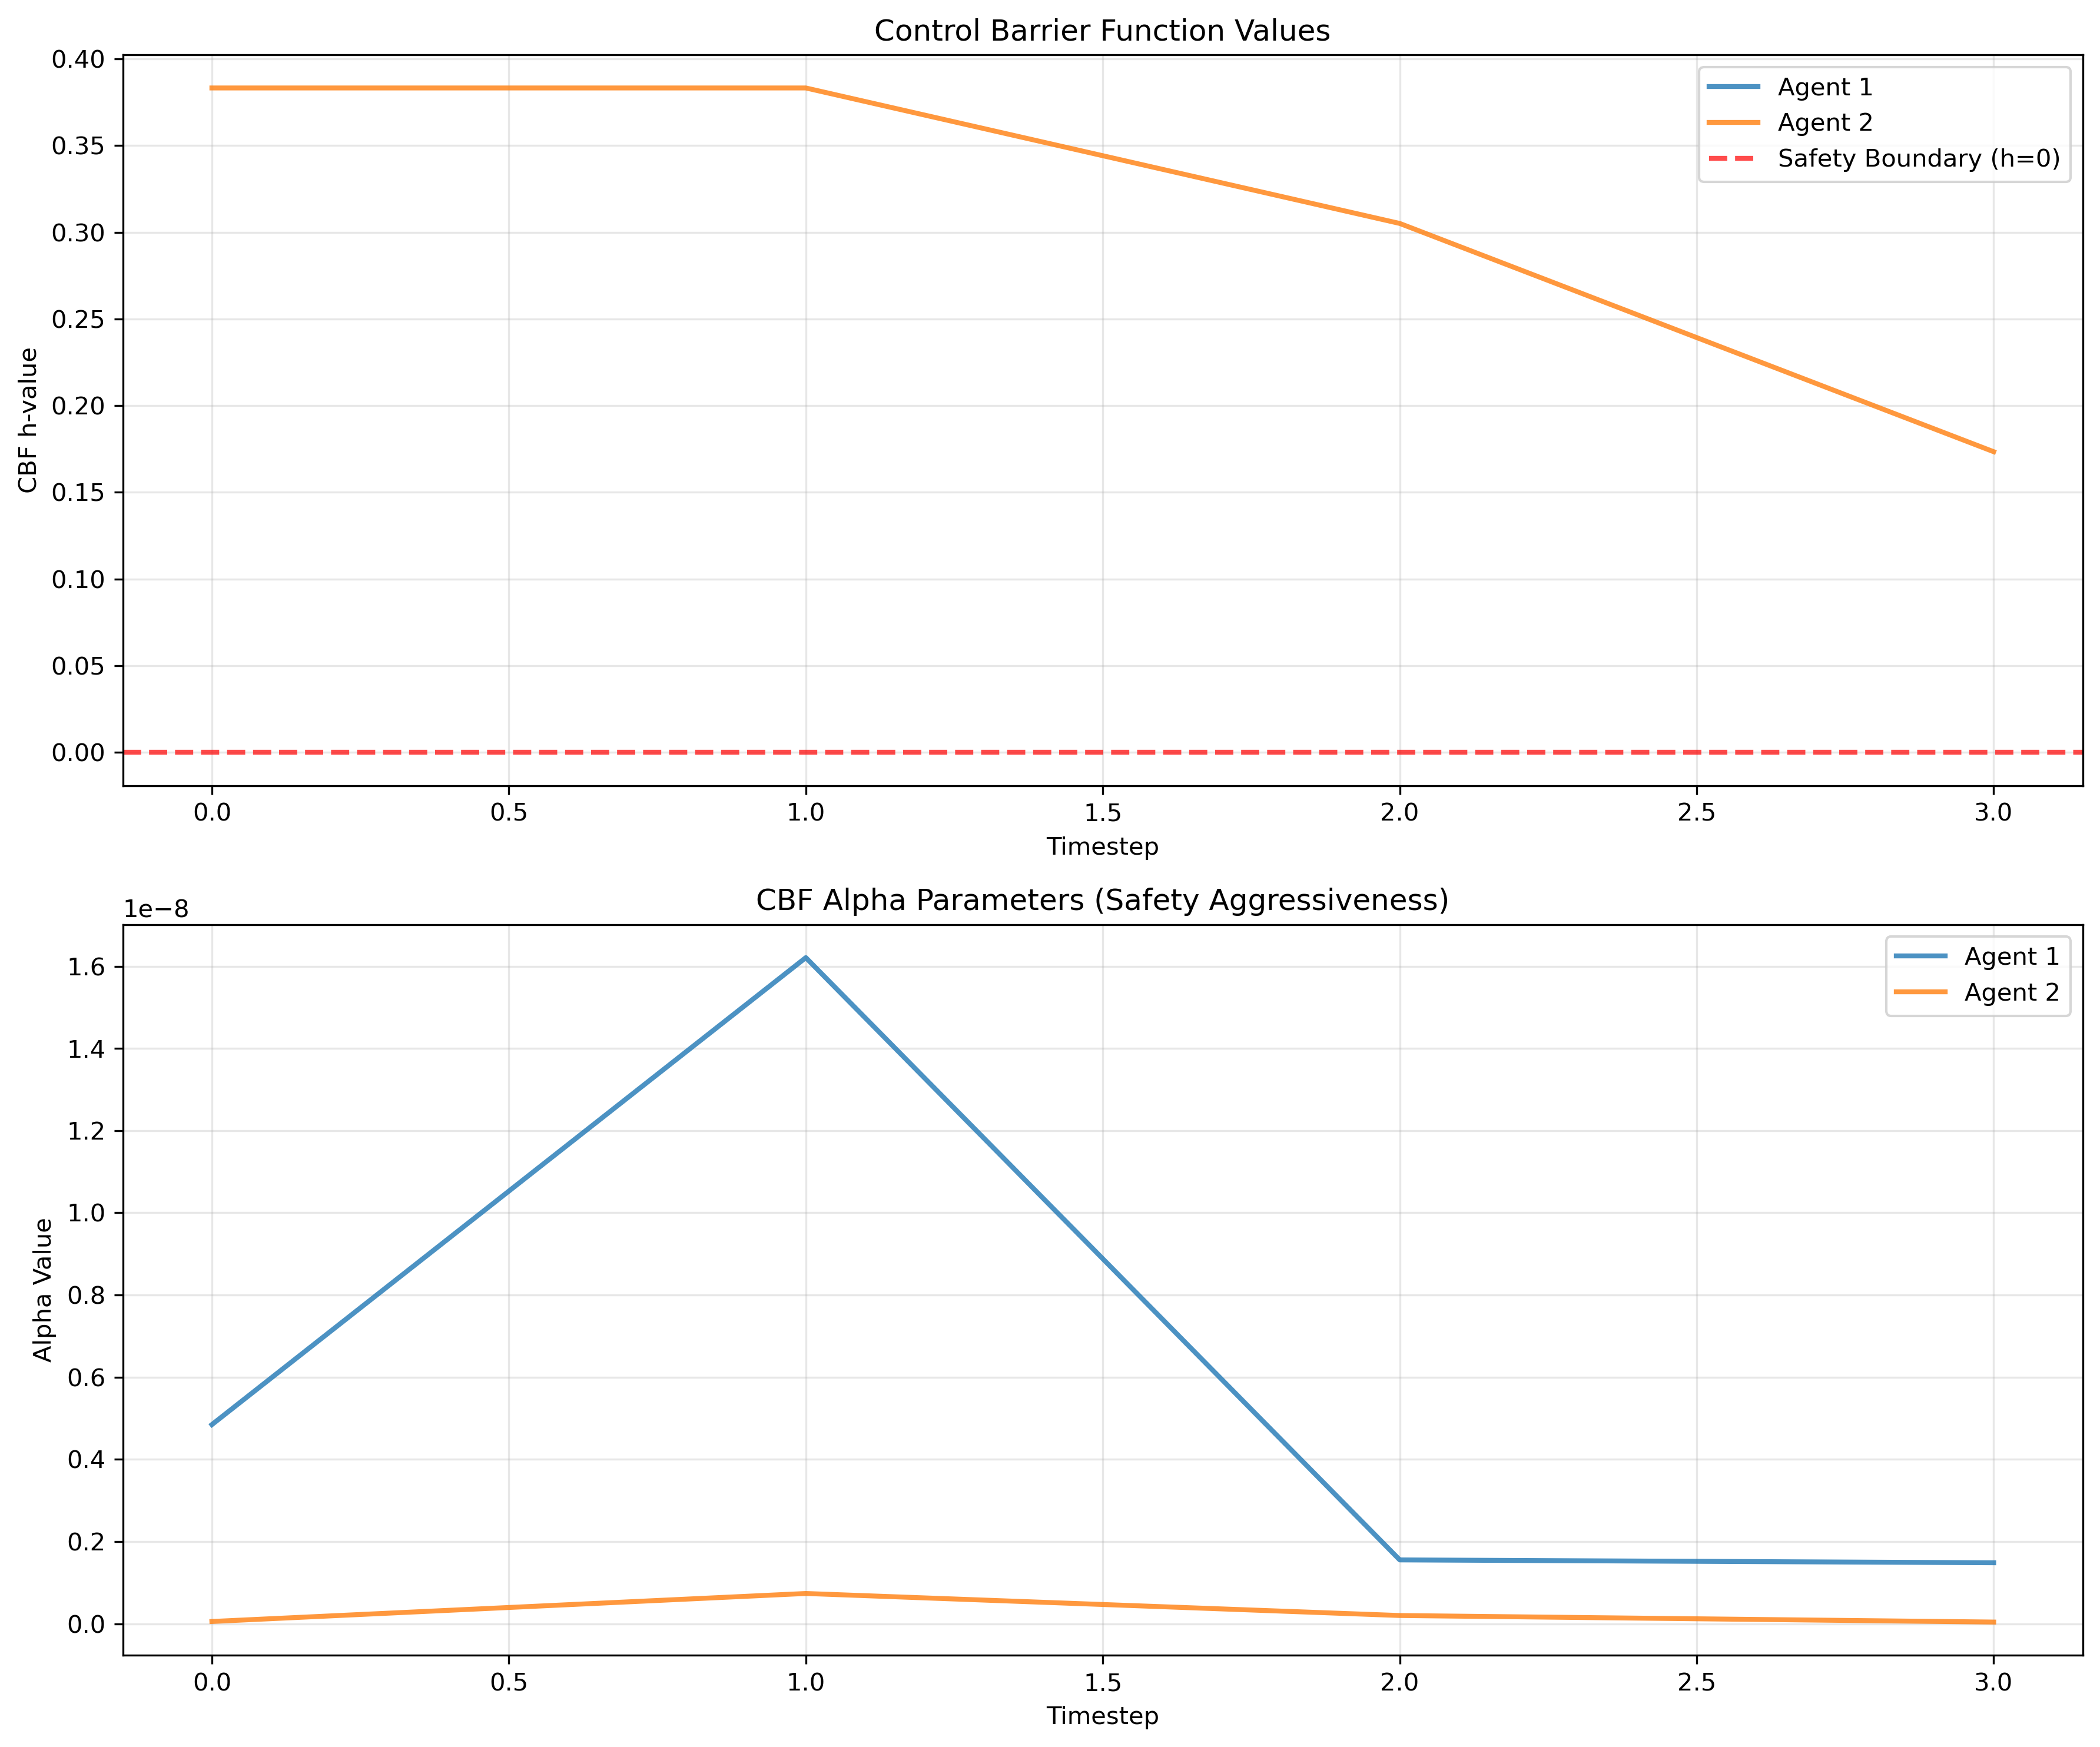 Control Barrier Function Values
0.40
0.35
0.30
0.25
0.20
0.15
0.10
0.05
0.00
CBF h-value
Agent 1
Agent 2
Safety Boundary (h=0)
0.0 0.5 1.0 1.5 2.0 2.5 3.0
Timestep
CBF Alpha Parameters (Safety Aggressiveness)
1e−8
1.6
1.4
1.2
1.0
0.8
0.6
0.4
0.2
0.0
Alpha Value
Agent 1
Agent 2
0.0 0.5 1.0 1.5 2.0 2.5 3.0
Timestep